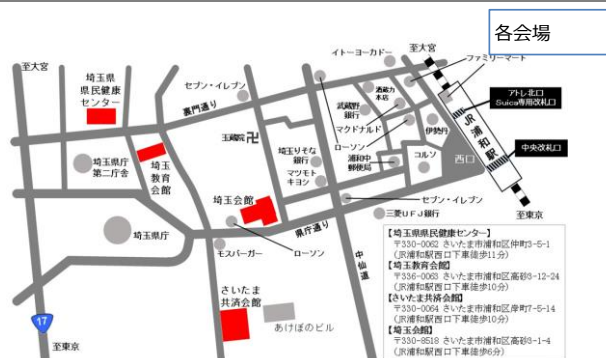 各会場
至大宮
イトーヨーカドー
至大宮
ファミリーマート
埼玉県
県民健康
センター
セブン・イレブン
裏門通り
武蔵野
銀行
酒蔵力
本店
アトレ北口
Suica専用改札口
マクドナルド
伊勢丹
JR浦和駅
玉蔵院
ローソン
埼玉県庁
第二庁舎
埼玉
教育
会館
埼玉りそな
銀行
浦和中
郵便局
コルソ
西口
中央改札口
マツモト
キヨシ
埼玉会館
セブン・イレブン
県庁通り
三菱UFJ銀行
至東京
埼玉県庁
モスバーガー
ローソン
中仙道
さいたま
共済会館
あけぼのビル
17
至東京
【埼玉県県民健康センター】
〒330-0062 さいたま市浦和区仲町3-5-1
(JR浦和駅西口下車徒歩11分)
【埼玉教育会館】
〒336-0063 さいたま市浦和区高砂3-12-24
(JR浦和駅西口下車徒歩10分)
【さいたま共済会館】
〒330-0064 さいたま市浦和区岸町7-5-14
(JR浦和駅西口下車徒歩10分)
【埼玉会館】
〒330-8518 さいたま市浦和区高砂3-1-4
(JR浦和駅西口下車徒歩6分)